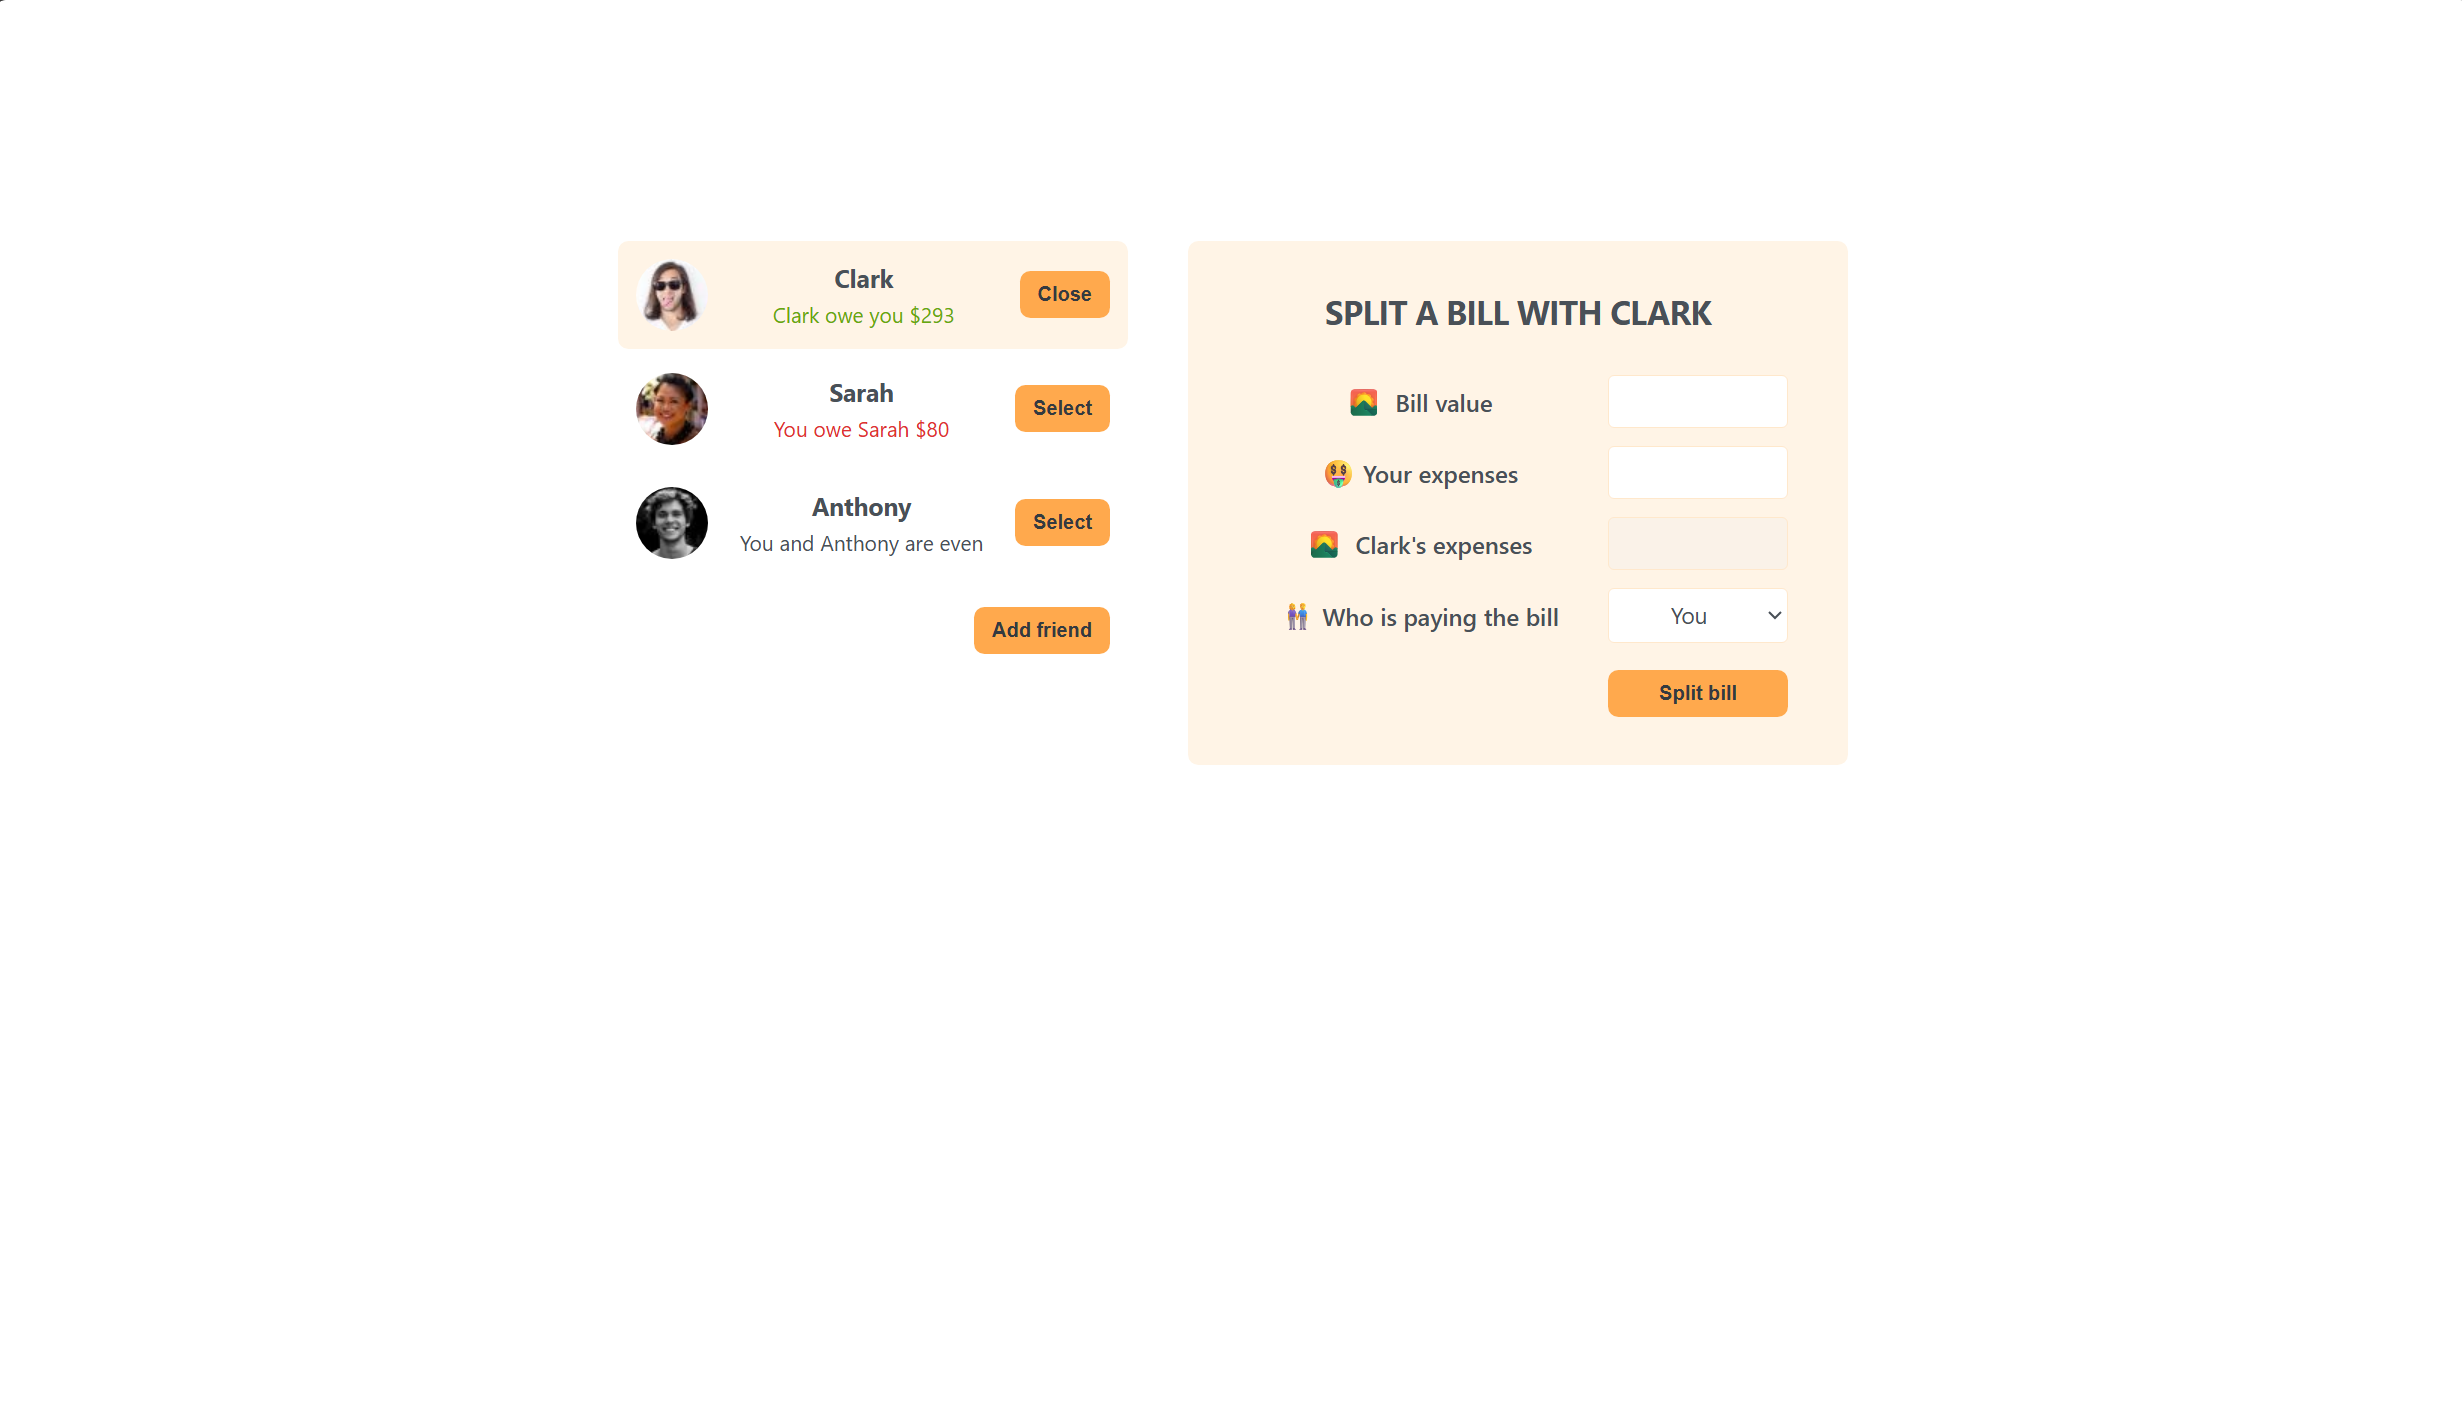 Clark
Clark owe you $293
Close
Sarah
You owe Sarah $80
Select
Anthony
You and Anthony are even
Select
Add friend
SPLIT A BILL WITH CLARK
Bill value
Your expenses
Clark's expenses
Who is paying the bill
You
Split bill